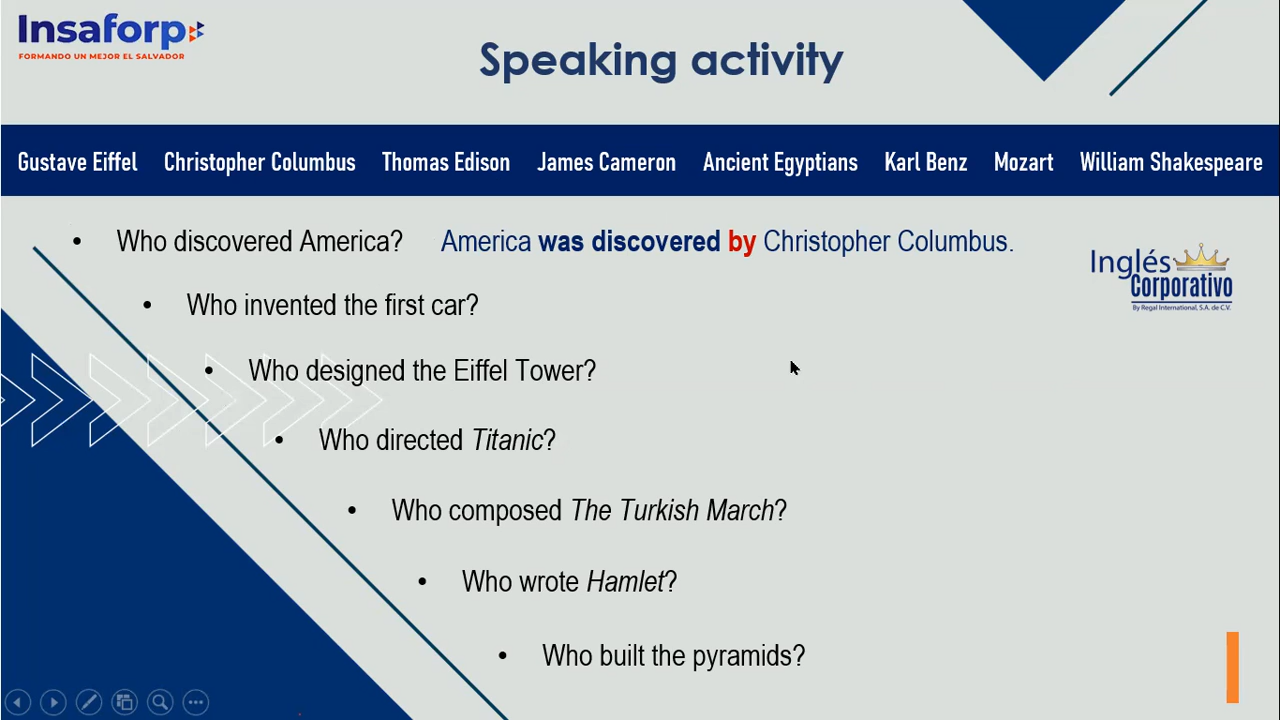 Insaforp
FORMANDO UN MEJOR EL SALVADOR
Speaking activity
Gustave Eiffel Christopher Columbus Thomas Edison James Cameron Ancient Egyptians Karl Benz Mozart William Shakespeare
• Who discovered America? America was discovered by Christopher Columbus.
Inglés
Corporativo
By Regal International, S.A. de C.V.
• Who invented the first car?
• Who designed the Eiffel Tower?
• Who directed Titanic?
• Who composed The Turkish March?
• Who wrote Hamlet?
• Who built the pyramids?